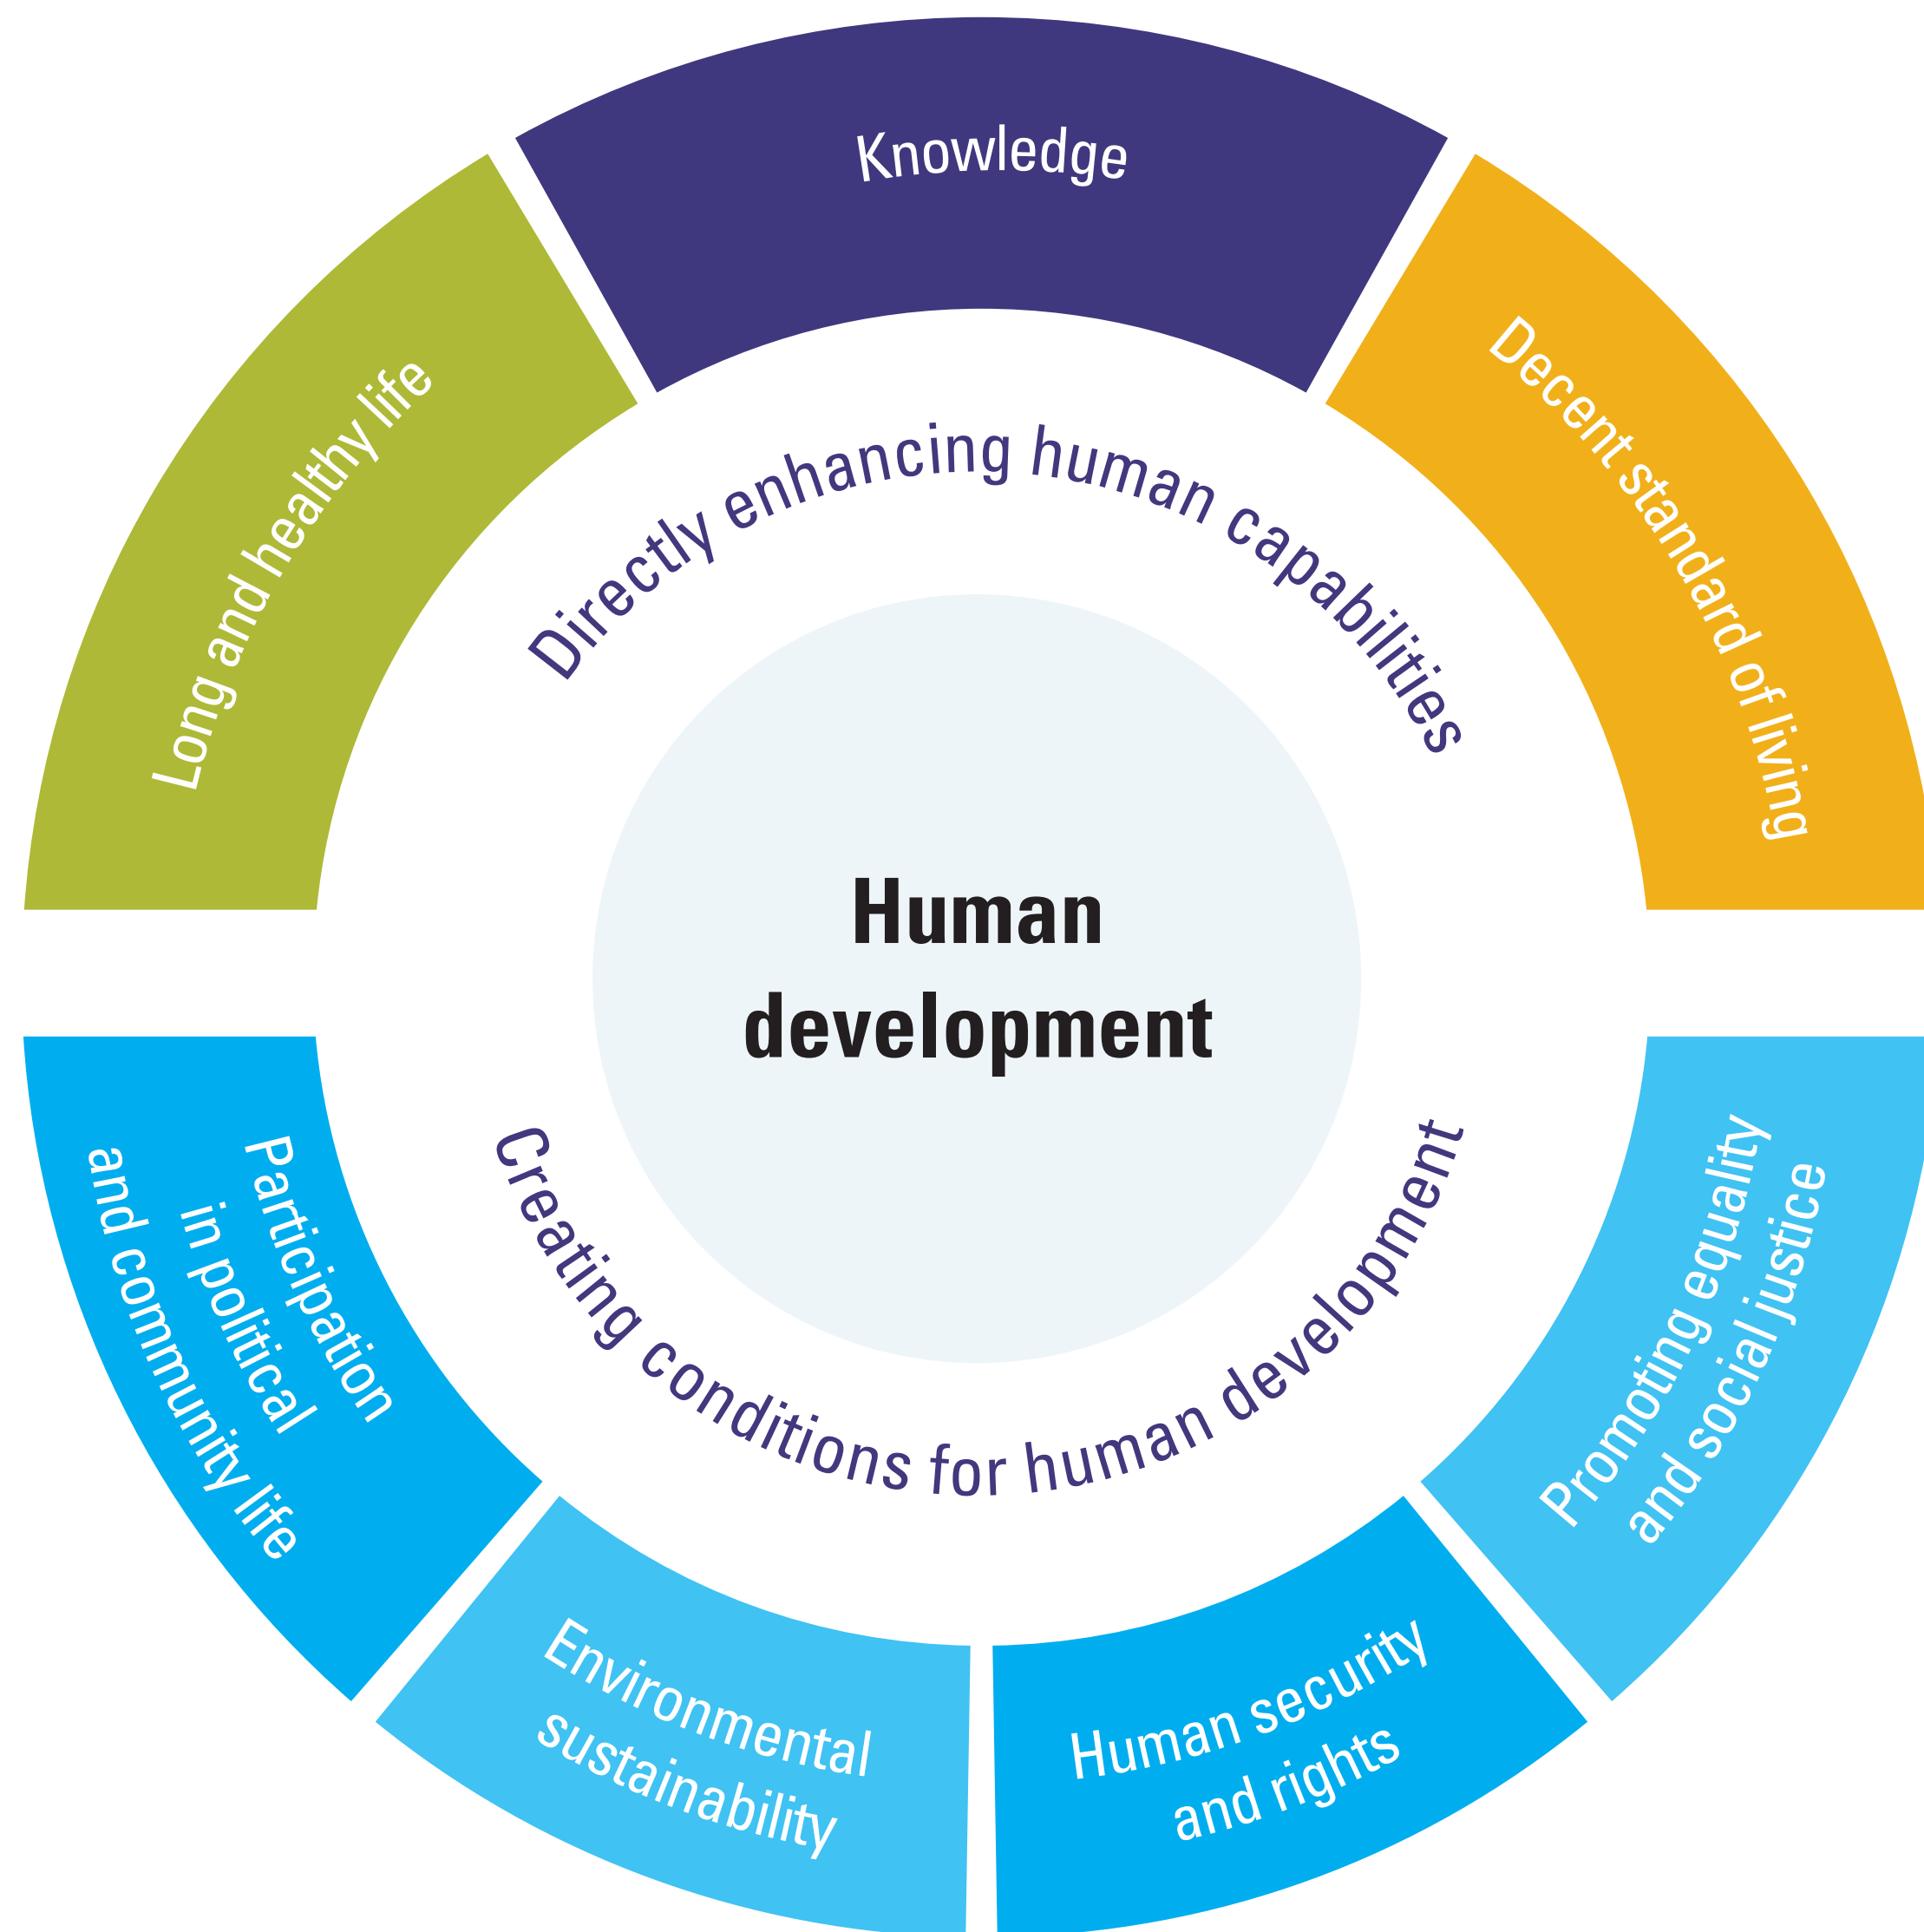 Knowledge
Long and healthy life
Decent standard of living
Directly enhancing human capabilities
Human
development
Creating conditions for human development
Participation
in political
and community life
Environmental
sustainability
Human security
and rights
Promoting equality
and social justice